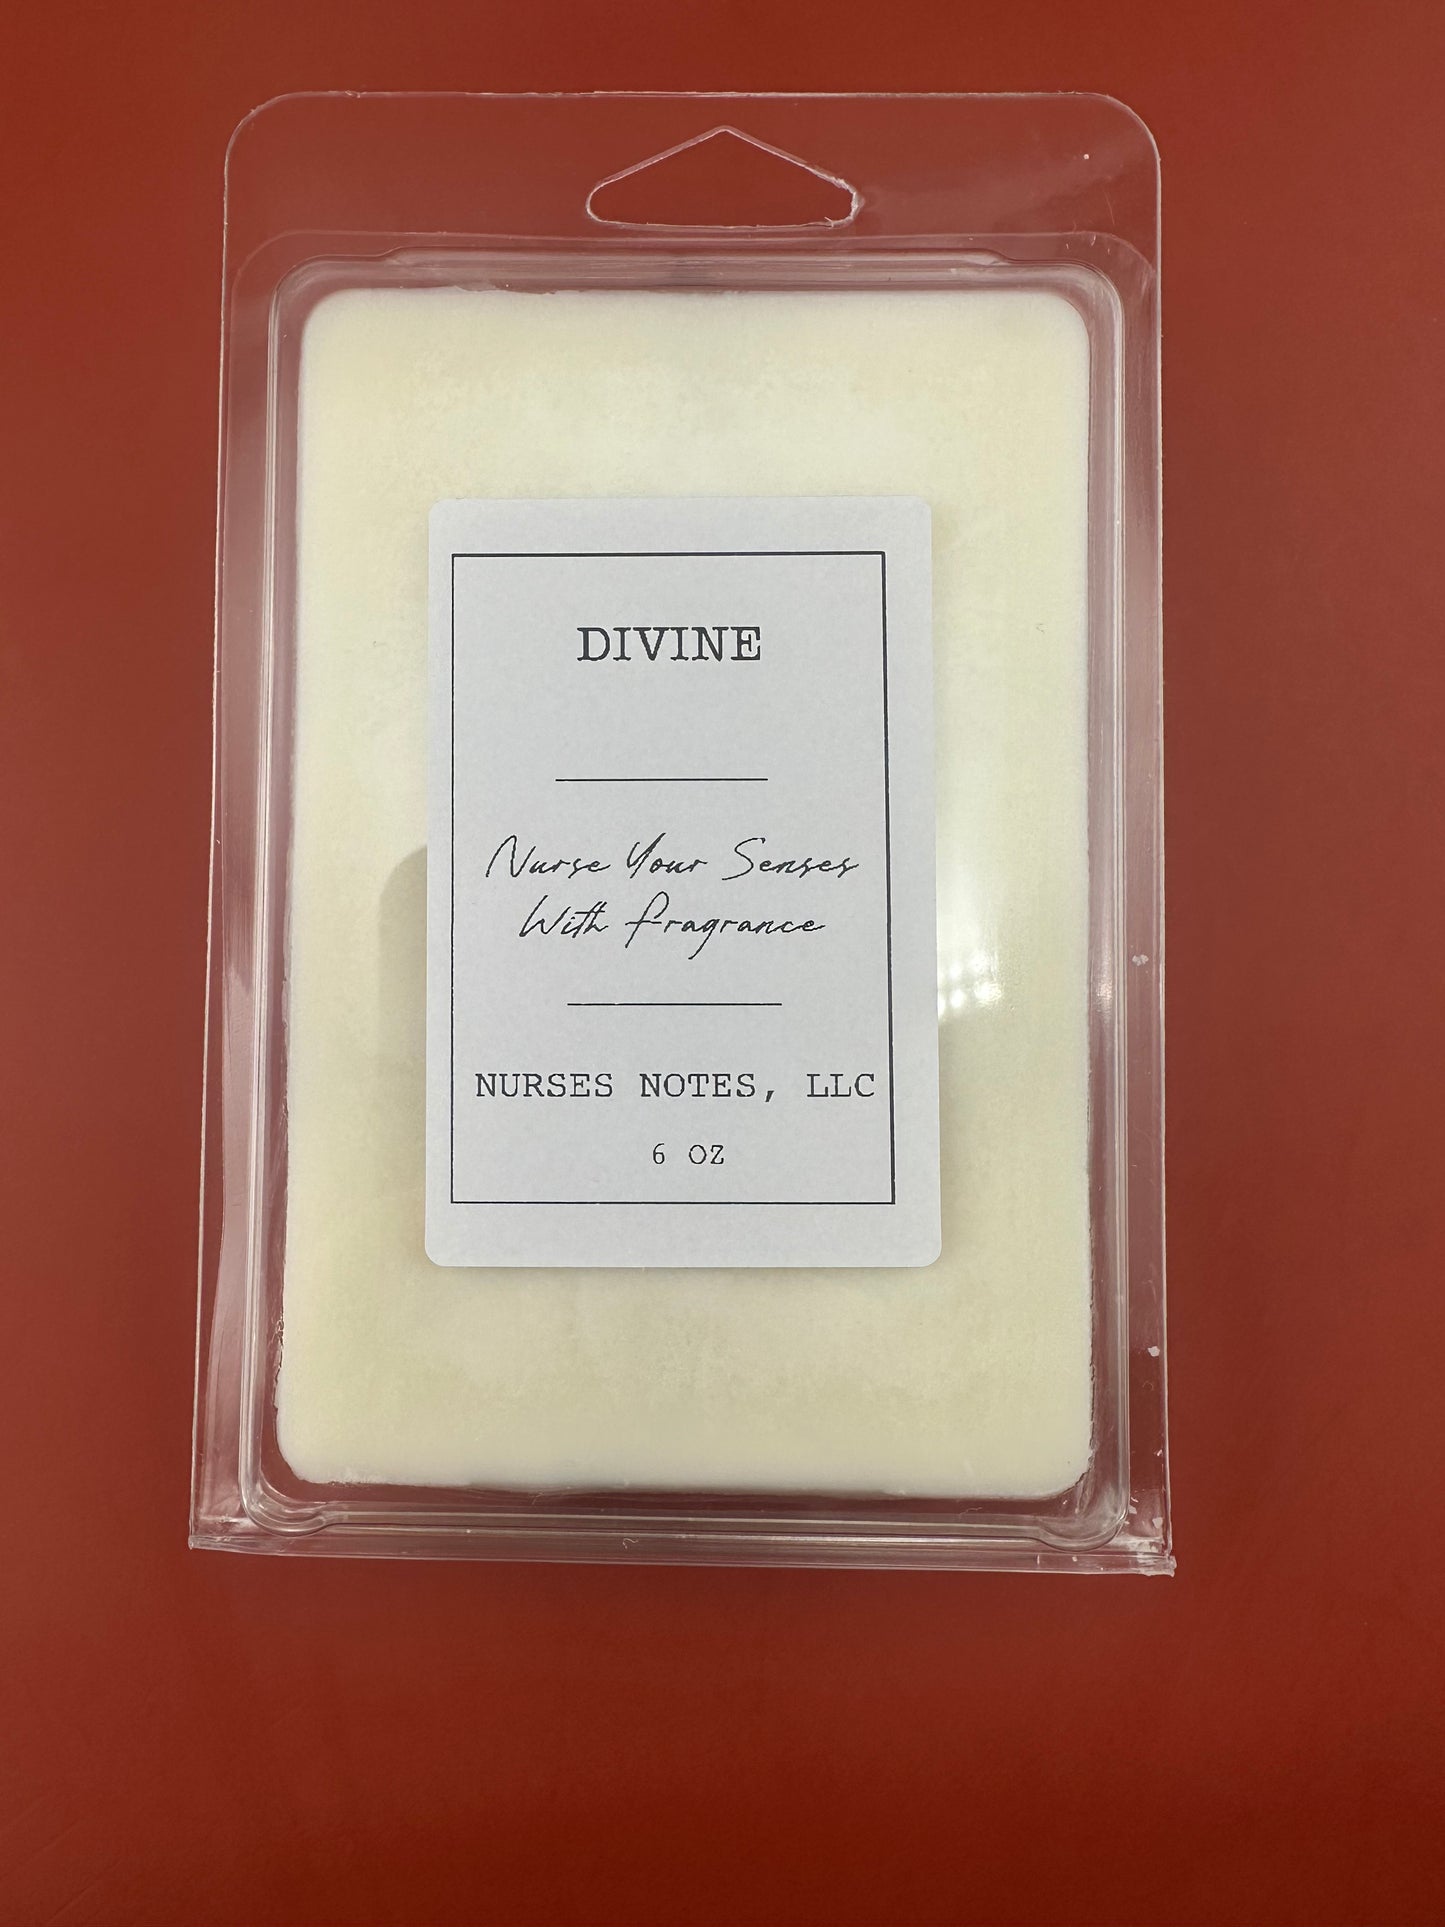 DIVINE
Nurse Your Senses
With fragrance
NURSES NOTES, LLC
6 OZ